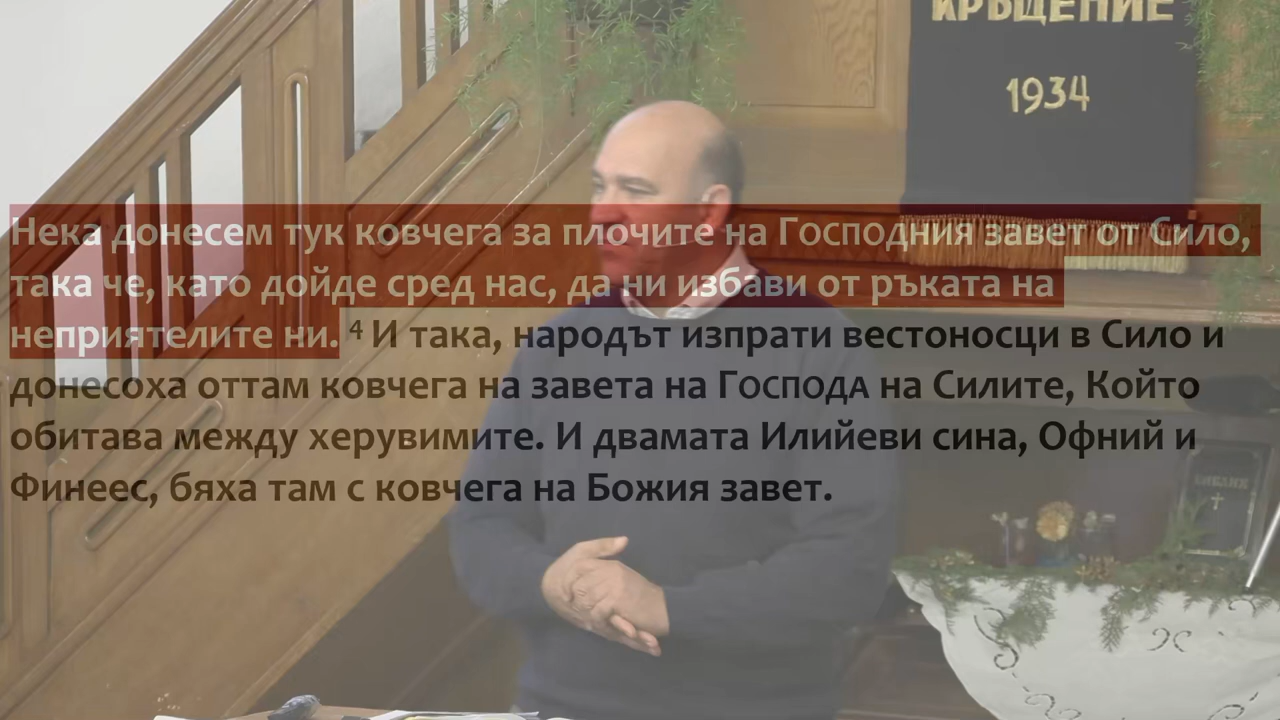 КРЪЩЕНИЕ
1934
Нека донесем тук ковчега за плочите на Господния завет от Сило,
така че, като дойде сред нас, да ни избави от ръката на
неприятелите ни. ⁴ И така, народът изпрати вестоносци в Сило и
донесоха оттам ковчега на завета на Господа на Силите, Който
обитава между херувимите. И двамата Илийеви сина, Офний и
Финеес, бяха там с ковчега на Божия завет.
БИБЛИЯ